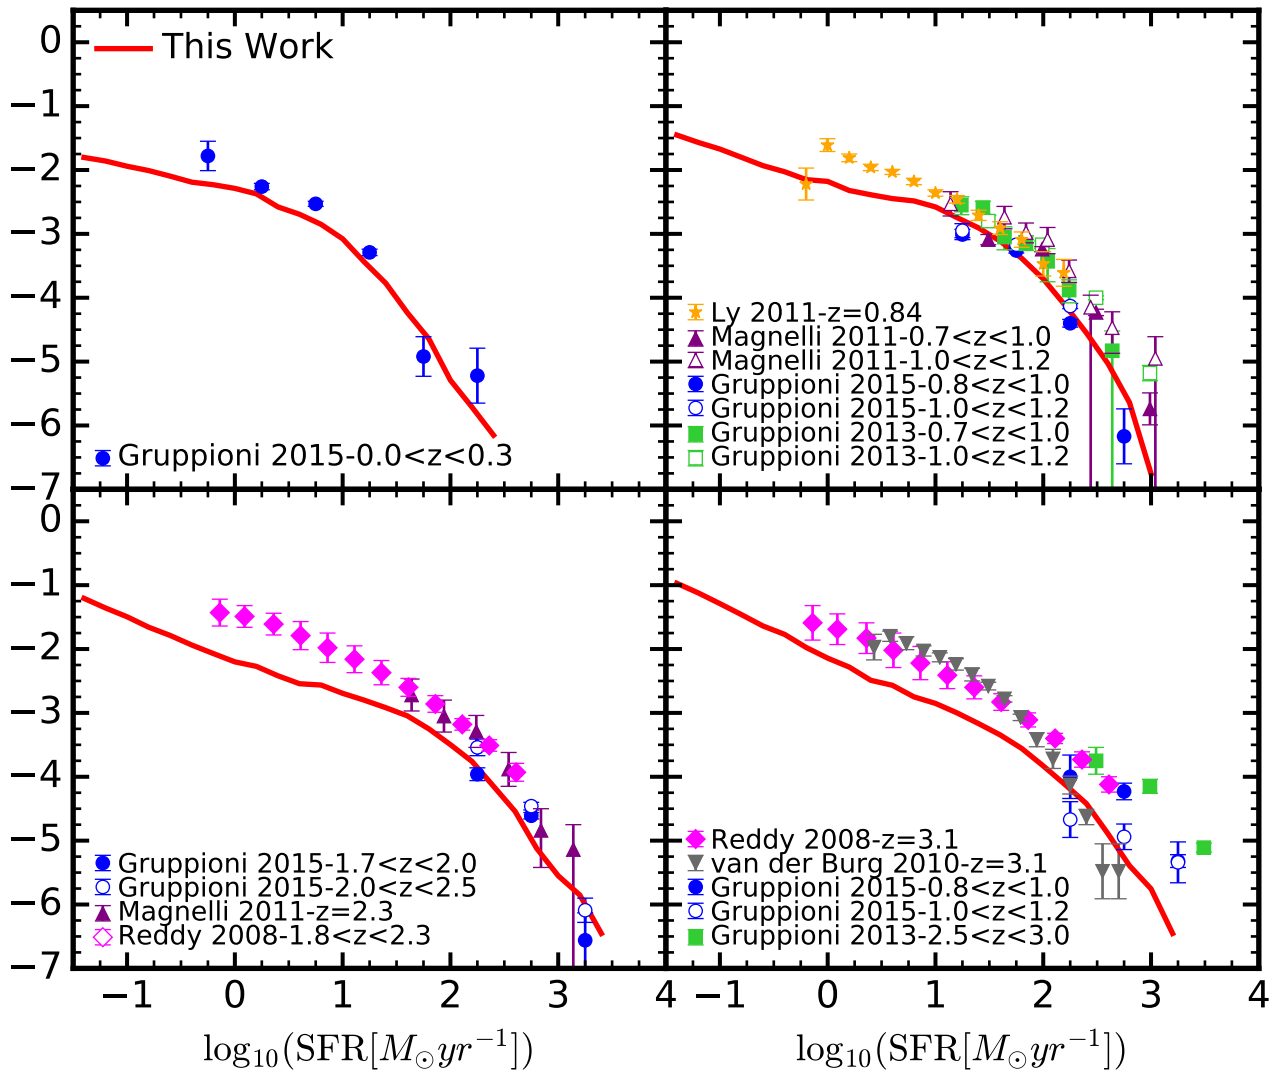 This Work
0
−1
−2
−3
−4
−5
−6
−7
Gruppioni 2015-0.0<z<0.3
Ly 2011-z=0.84
Magnelli 2011-0.7<z<1.0
Magnelli 2011-1.0<z<1.2
Gruppioni 2015-0.8<z<1.0
Gruppioni 2015-1.0<z<1.2
Gruppioni 2013-0.7<z<1.0
Gruppioni 2013-1.0<z<1.2
0
−1
−2
−3
−4
−5
−6
−7
Gruppioni 2015-1.7<z<2.0
Gruppioni 2015-2.0<z<2.5
Magnelli 2011-z=2.3
Reddy 2008-1.8<z<2.3
Reddy 2008-z=3.1
van der Burg 2010-z=3.1
Gruppioni 2015-0.8<z<1.0
Gruppioni 2015-1.0<z<1.2
Gruppioni 2013-2.5<z<3.0
−1 0 1 2 3 4
−1 0 1 2 3 4
log₁₀(SFR[M⊙yr⁻¹])
log₁₀(SFR[M⊙yr⁻¹])